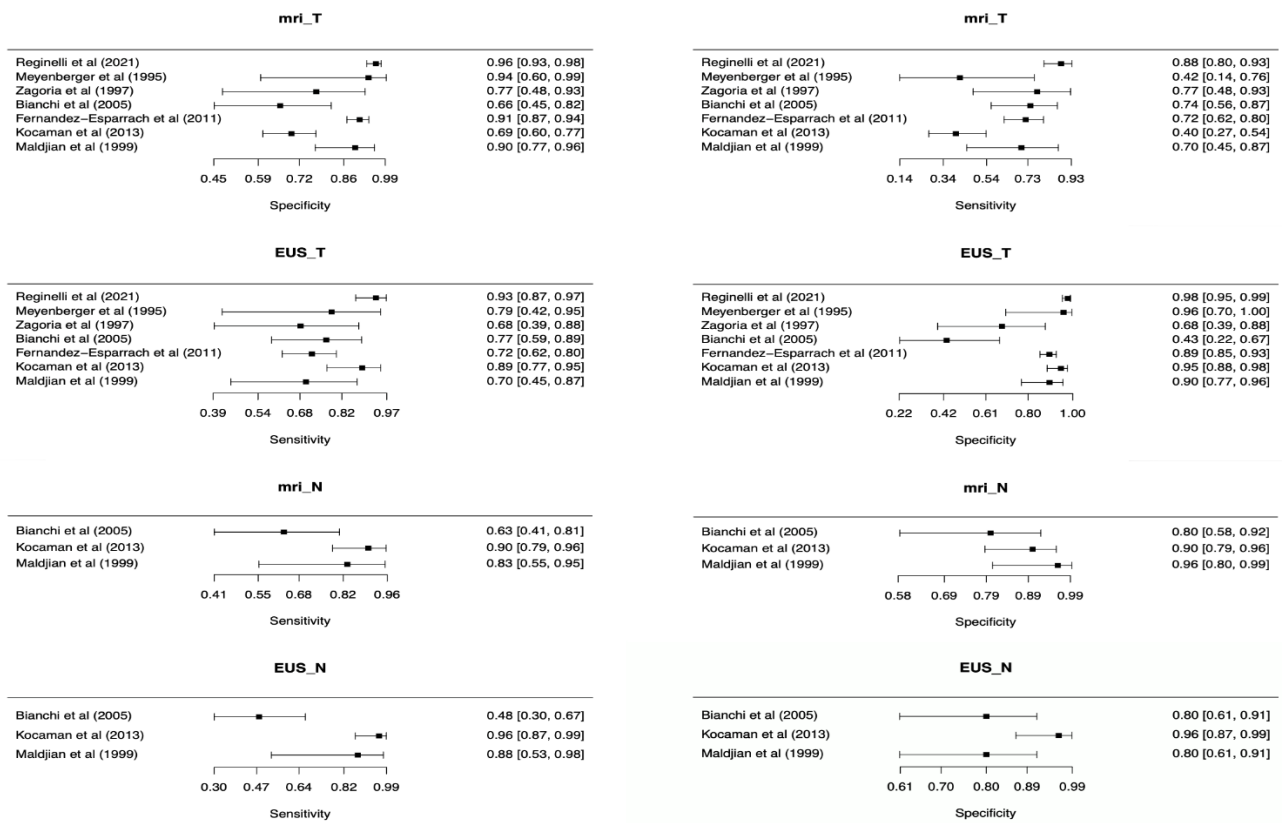 mri_T
Reginelli et al (2021) 0.96 [0.93, 0.98]
Meyenberger et al (1995) 0.94 [0.60, 0.99]
Zagoria et al (1997) 0.77 [0.48, 0.93]
Bianchi et al (2005) 0.66 [0.45, 0.82]
Fernandez−Esparrach et al (2011) 0.91 [0.87, 0.94]
Kocaman et al (2013) 0.69 [0.60, 0.77]
Maldjian et al (1999) 0.90 [0.77, 0.96]
0.45 0.59 0.72 0.86 0.99
Specificity
mri_T
Reginelli et al (2021) 0.88 [0.80, 0.93]
Meyenberger et al (1995) 0.42 [0.14, 0.76]
Zagoria et al (1997) 0.77 [0.48, 0.93]
Bianchi et al (2005) 0.74 [0.56, 0.87]
Fernandez−Esparrach et al (2011) 0.72 [0.62, 0.80]
Kocaman et al (2013) 0.40 [0.27, 0.54]
Maldjian et al (1999) 0.70 [0.45, 0.87]
0.14 0.34 0.54 0.73 0.93
Sensitivity
EUS_T
Reginelli et al (2021) 0.93 [0.87, 0.97]
Meyenberger et al (1995) 0.79 [0.42, 0.95]
Zagoria et al (1997) 0.68 [0.39, 0.88]
Bianchi et al (2005) 0.77 [0.59, 0.89]
Fernandez−Esparrach et al (2011) 0.72 [0.62, 0.80]
Kocaman et al (2013) 0.89 [0.77, 0.95]
Maldjian et al (1999) 0.70 [0.45, 0.87]
0.39 0.54 0.68 0.82 0.97
Sensitivity
EUS_T
Reginelli et al (2021) 0.98 [0.95, 0.99]
Meyenberger et al (1995) 0.96 [0.70, 1.00]
Zagoria et al (1997) 0.68 [0.39, 0.88]
Bianchi et al (2005) 0.43 [0.22, 0.67]
Fernandez−Esparrach et al (2011) 0.89 [0.85, 0.93]
Kocaman et al (2013) 0.95 [0.88, 0.98]
Maldjian et al (1999) 0.90 [0.77, 0.96]
0.22 0.42 0.61 0.80 1.00
Specificity
mri_N
Bianchi et al (2005) 0.63 [0.41, 0.81]
Kocaman et al (2013) 0.90 [0.79, 0.96]
Maldjian et al (1999) 0.83 [0.55, 0.95]
0.41 0.55 0.82 0.96
Sensitivity
mri_N
Bianchi et al (2005) 0.80 [0.58, 0.92]
Kocaman et al (2013) 0.90 [0.79, 0.96]
Maldjian et al (1999) 0.96 [0.80, 0.99]
0.58 0.69 0.79 0.89 0.99
Specificity
EUS_N
Bianchi et al (2005) 0.48 [0.30, 0.67]
Kocaman et al (2013) 0.96 [0.87, 0.99]
Maldjian et al (1999) 0.88 [0.53, 0.98]
0.30 0.47 0.64 0.82 0.99
Sensitivity
EUS_N
Bianchi et al (2005) 0.80 [0.61, 0.91]
Kocaman et al (2013) 0.96 [0.87, 0.99]
Maldjian et al (1999) 0.80 [0.61, 0.91]
0.61 0.70 0.80 0.89 0.99
Specificity